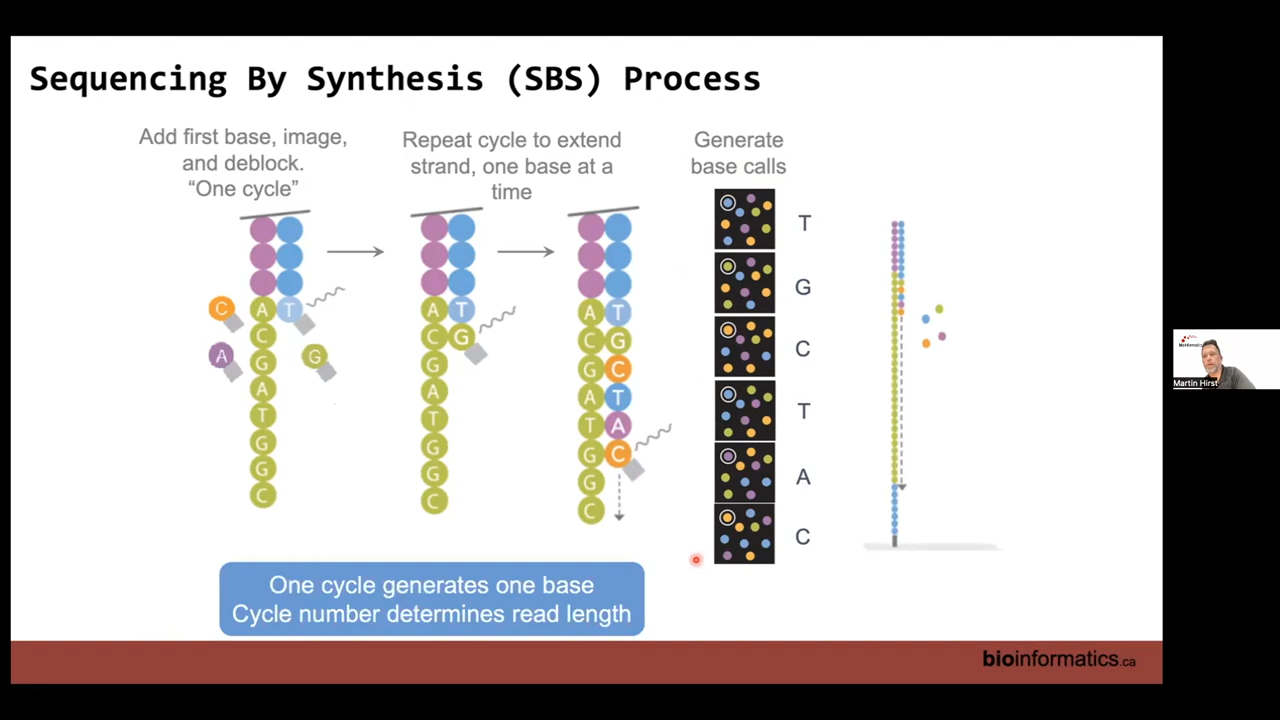 Sequencing By Synthesis (SBS) Process
Add first base, image,
and deblock.
“One cycle”
Repeat cycle to extend
strand, one base at a
time
Generate
base calls
C
A
A
C
G
A
T
G
G
C
T
G
A
C
G
A
T
G
G
C
T
G
A
C
G
A
T
G
G
C
T
G
C
T
A
C
T
G
C
T
A
C
One cycle generates one base
Cycle number determines read length
bioinformatics.ca
bioinformatics
Martin Hirst